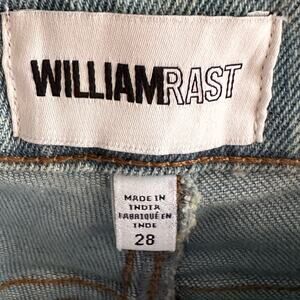 WILLIAMRAST
MADE IN
INDIA
FABRIQUÉ EN
INDE
28